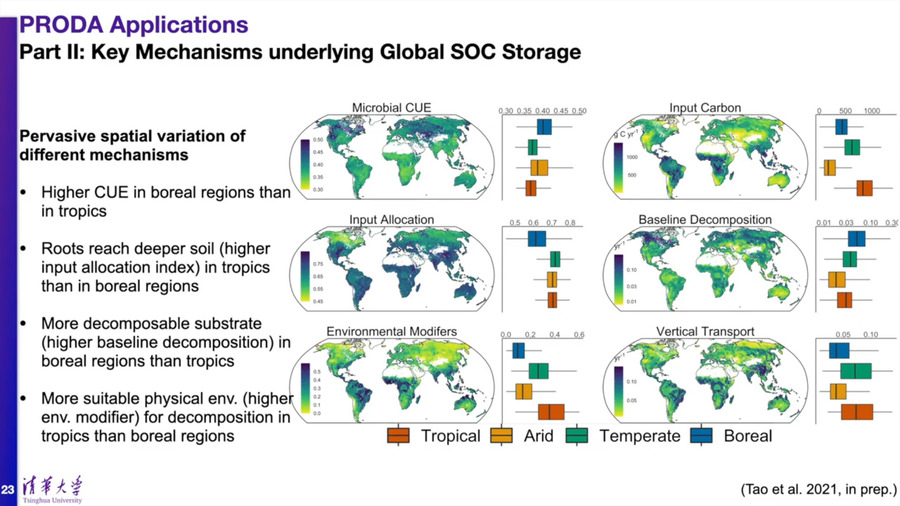 PRODA Applications
Part II: Key Mechanisms underlying Global SOC Storage
Pervasive spatial variation of
different mechanisms
• Higher CUE in boreal regions than
in tropics
• Roots reach deeper soil (higher
input allocation index) in tropics
than in boreal regions
• More decomposable substrate
(higher baseline decomposition) in
boreal regions than tropics
• More suitable physical env. (higher
env. modifier) for decomposition in
tropics than boreal regions
Microbial CUE
0.30 0.35 0.40 0.45 0.50
0.50
0.45
0.40
0.35
0.30
Input Carbon
0 500 1000
g C yr⁻¹
1000
500
Input Allocation
0.5 0.6 0.7 0.8
0.75
0.65
0.55
0.45
Baseline Decomposition
0.01 0.03 0.10 0.30
yr⁻¹
0.10
0.03
0.01
Environmental Modifers
0.0 0.2 0.4 0.6
0.5
0.4
0.3
0.2
0.1
0.0
Vertical Transport
0.05 0.10
yr⁻¹
0.10
0.05
Tropical Arid Temperate Boreal
23
清华大学
Tsinghua University
(Tao et al. 2021, in prep.)